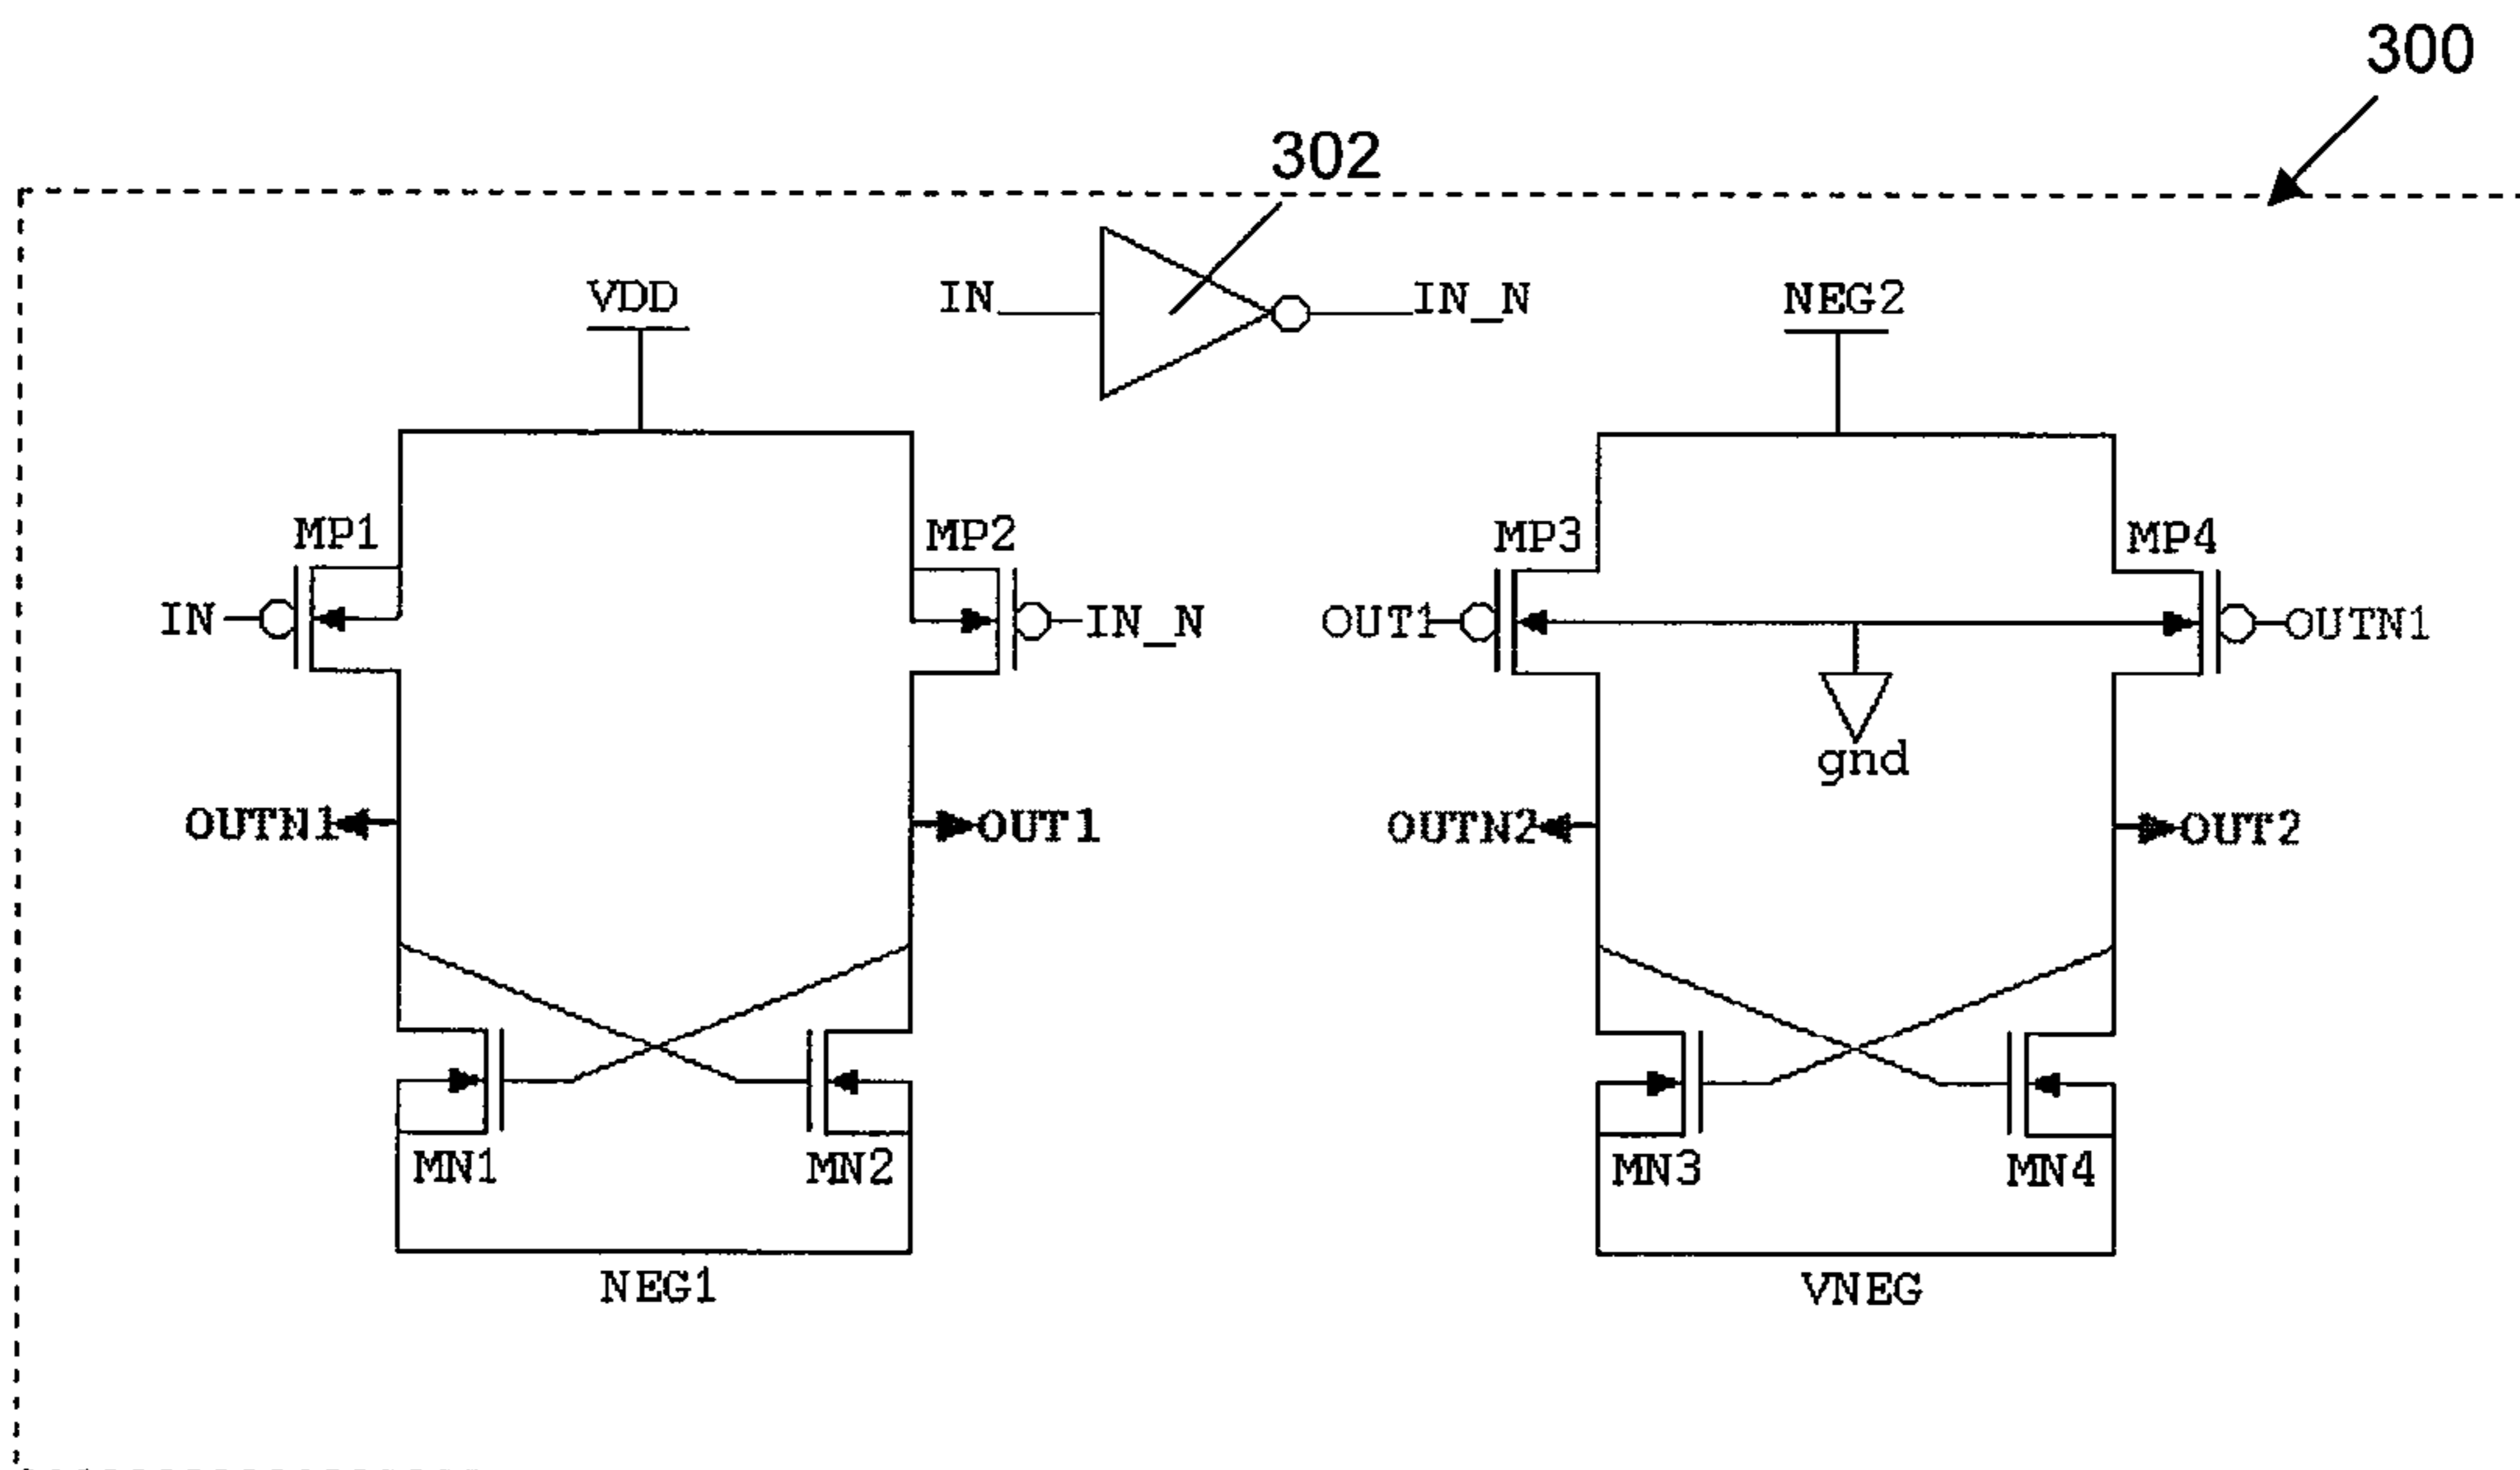 300
302
VDD
IN
IN_N
NEG2
MP1
MP2
MP3
MP4
IN
IN_N
OUT1
OUTN1
gnd
OUTN1
OUT1
OUTN2
OUT2
MN1
MN2
MN3
MN4
NEG1
VNEG